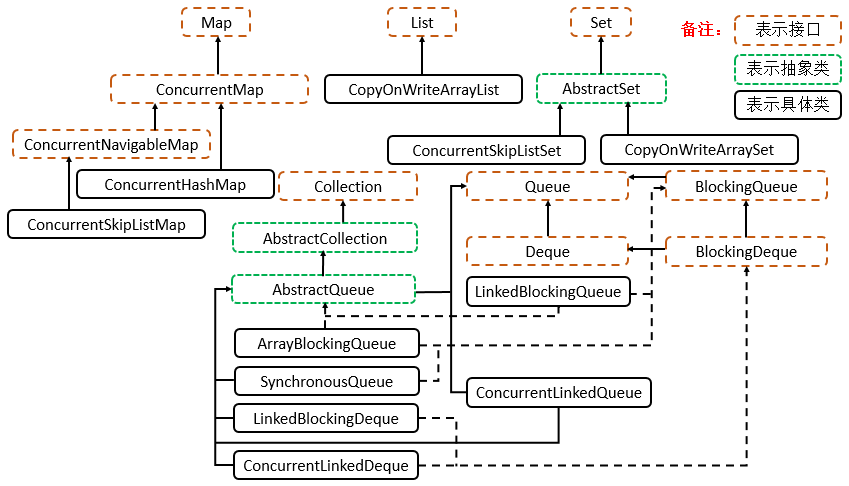 Map
List
Set
备注：
表示接口
ConcurrentMap
CopyOnWriteArrayList
AbstractSet
表示抽象类
表示具体类
ConcurrentNavigableMap
ConcurrentSkipListSet
CopyOnWriteArraySet
ConcurrentHashMap
Collection
Queue
BlockingQueue
ConcurrentSkipListMap
AbstractCollection
Deque
BlockingDeque
AbstractQueue
LinkedBlockingQueue
ArrayBlockingQueue
SynchronousQueue
ConcurrentLinkedQueue
LinkedBlockingDeque
ConcurrentLinkedDeque